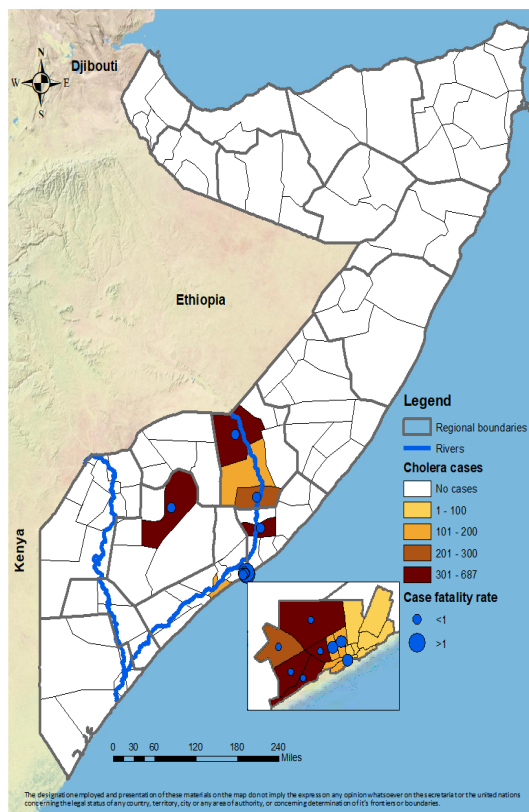 N
Djibouti
W E
S
Ethiopia
Legend
Regional boundaries
Rivers
Cholera cases
No cases
1 - 100
101 - 200
201 - 300
301 - 687
Case fatality rate
<1
>1
Kenya
0 30 60 120 180 240
Miles
The designation employed and presentation of these materials on the map do not imply the express on any opinion whatsoever on the secretariat or the united nations
concerning the legal status of any country, territory, city or any area of authority, or concerning determination of it's frontiers or boundaries.